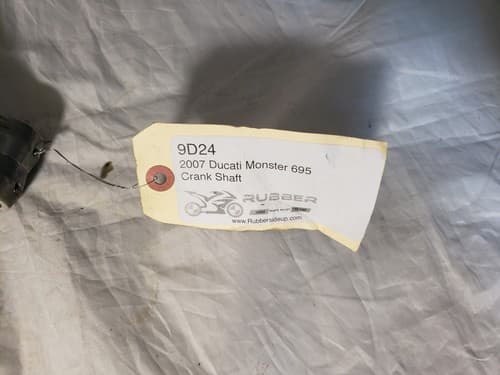 9D24
2007 Ducati Monster 695
Crank Shaft
RUBBER
www.Rubbersideup.com